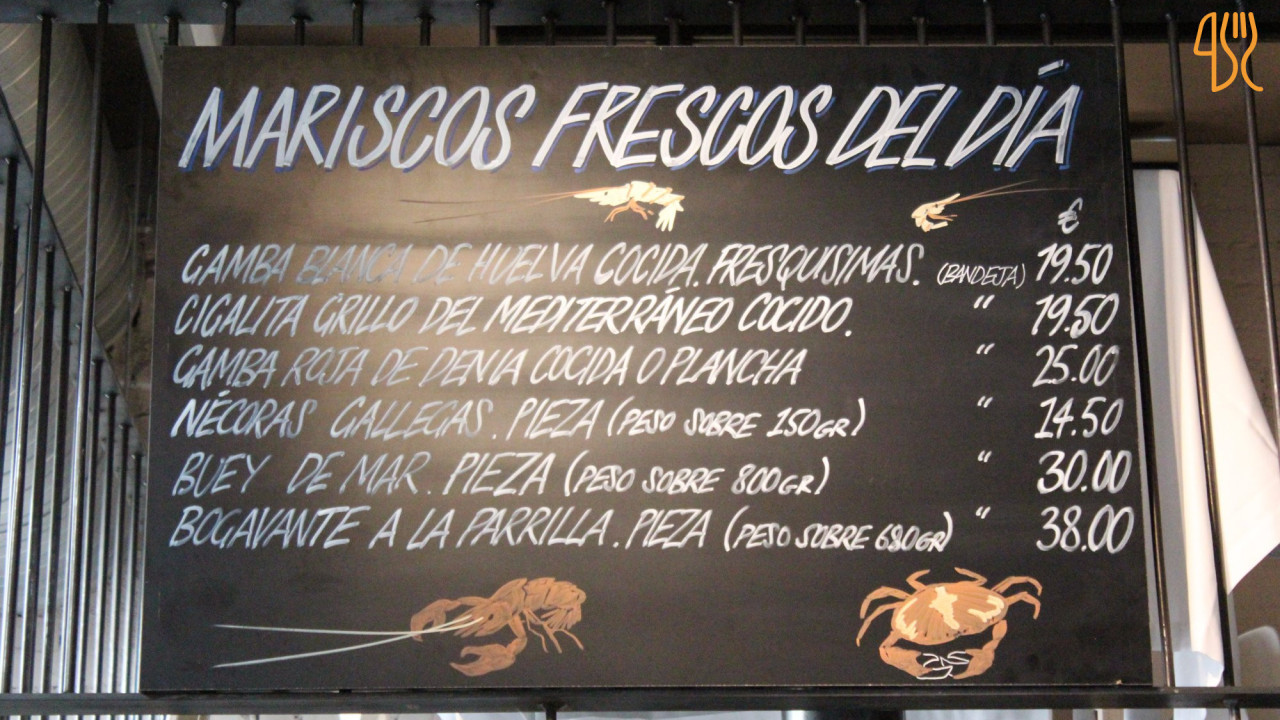 MARISCOS FRESCOS DEL DÍA
€
GAMBA BLANCA DE HUELVA COCIDA. FRESQUISIMAS. (BANDEJA) 19.50
CIGALITA GRILLO DEL MEDITERRÁNEO COCIDO. " 19.50
GAMBA ROJA DE DENIA COCIDA O PLANCHA " 25.00
NÉCORAS GALLEGAS. PIEZA (PESO SOBRE 150GR) " 14.50
BUEY DE MAR. PIEZA (PESO SOBRE 800GR) " 30.00
BOGAVANTE A LA PARRILLA. PIEZA (PESO SOBRE 680GR) " 38.00